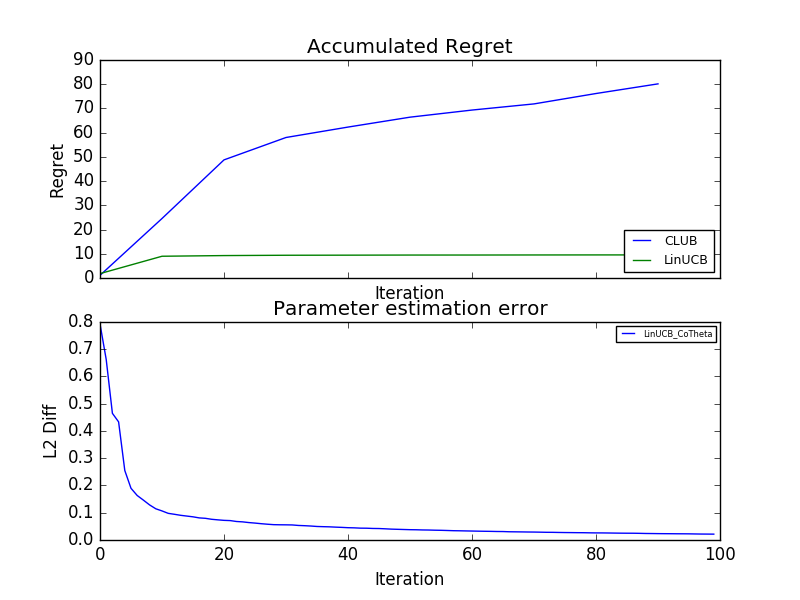 Accumulated Regret
90
80
70
60
50
40
30
20
10
0
Regret
CLUB
LinUCB
Iteration
Parameter estimation error
0.8
0.7
0.6
0.5
0.4
0.3
0.2
0.1
0.0
L2 Diff
LinUCB_CoTheta
0 20 40 60 80 100
Iteration